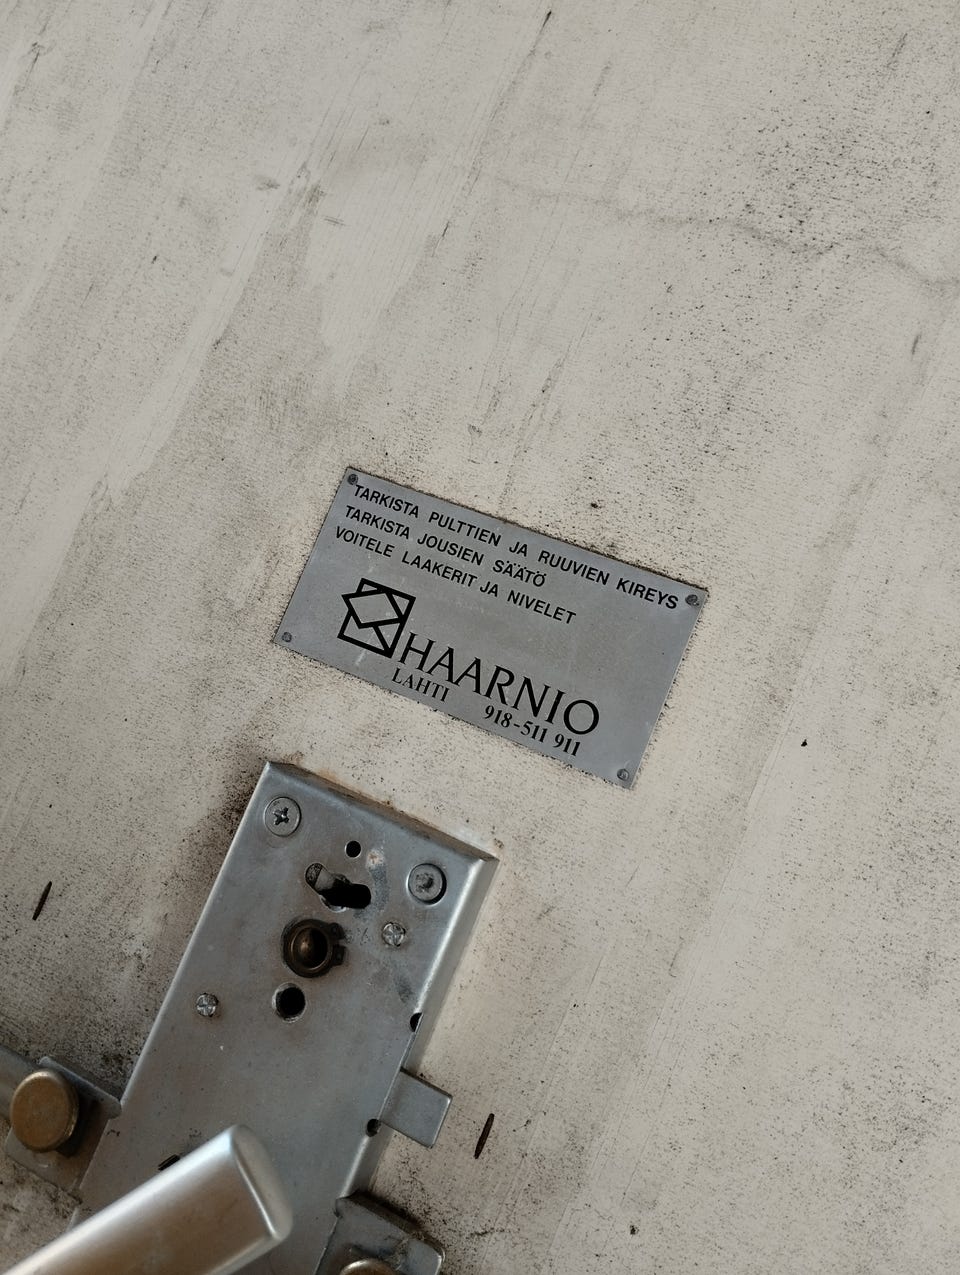 TARKISTA PULTTIEN JA RUUVIEN KIREYS
TARKISTA JOUSIEN SÄÄTÖ
VOITELE LAAKERIT JA NIVELET
HAARNIO
LAHTI 918-511 911